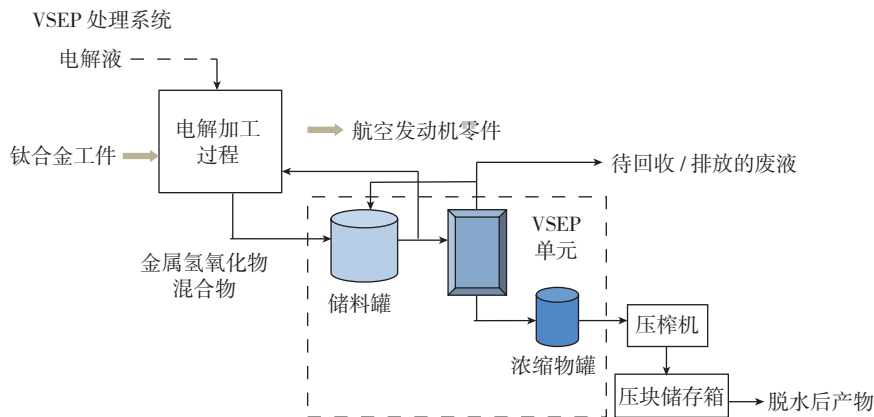 VSEP 处理系统
电解液
电解加工
过程
航空发动机零件
钛合金工件
待回收 / 排放的废液
VSEP
单元
金属氢氧化物
混合物
储料罐
压榨机
浓缩物罐
压块储存箱
脱水后产物